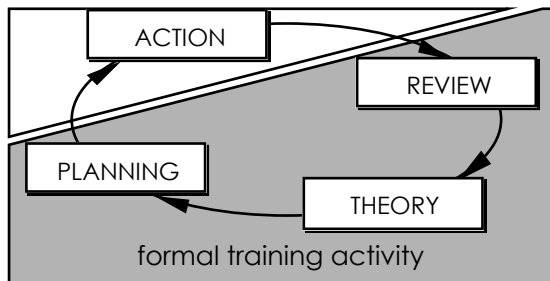 ACTION
REVIEW
PLANNING
THEORY
formal training activity